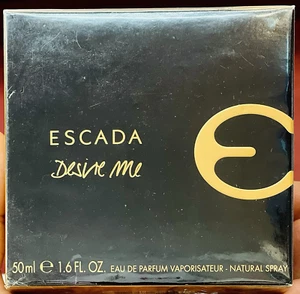 ESCADA
Desire Me
50ml ℮ 1.6 FL. OZ. EAU DE PARFUM VAPORISATEUR · NATURAL SPRAY